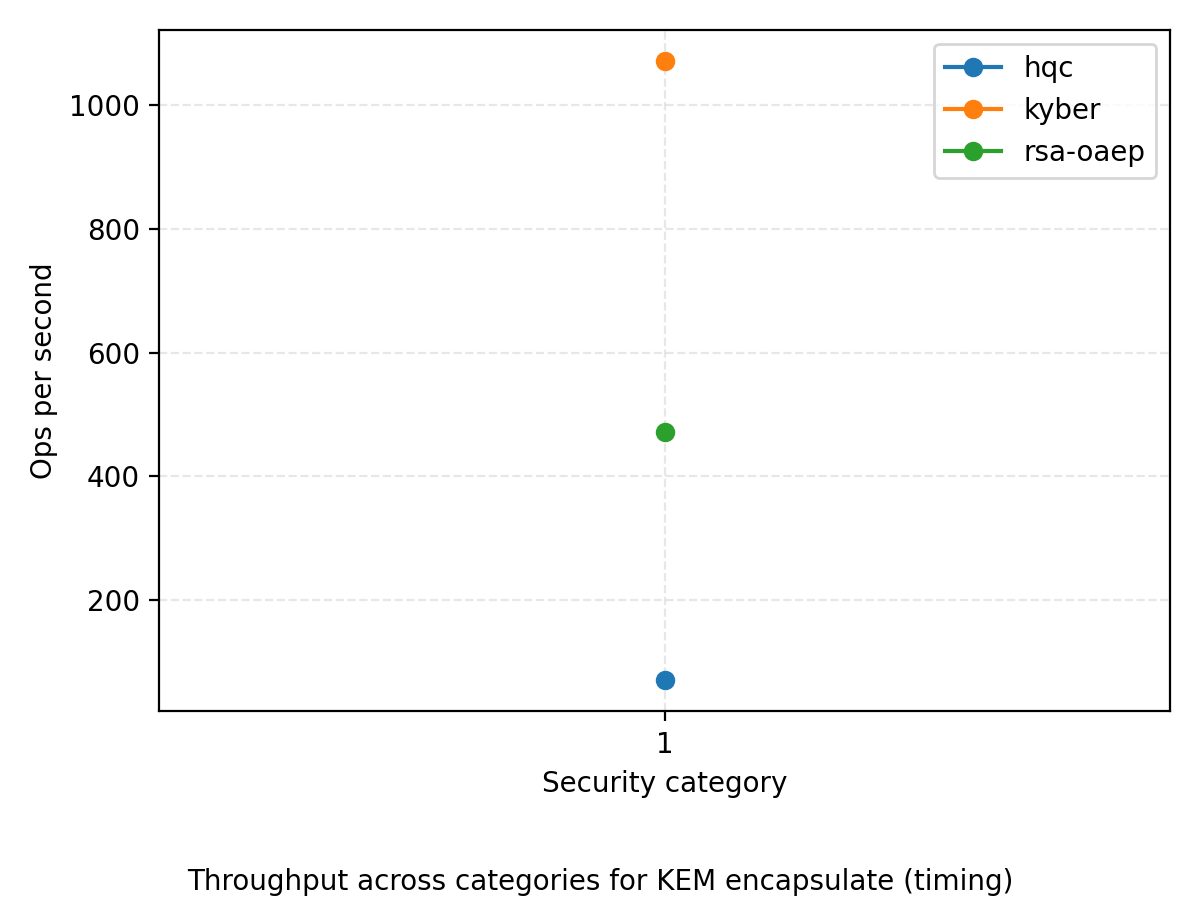 1000
800
600
400
200
Ops per second
hqc
kyber
rsa-oaep
1
Security category
Throughput across categories for KEM encapsulate (timing)